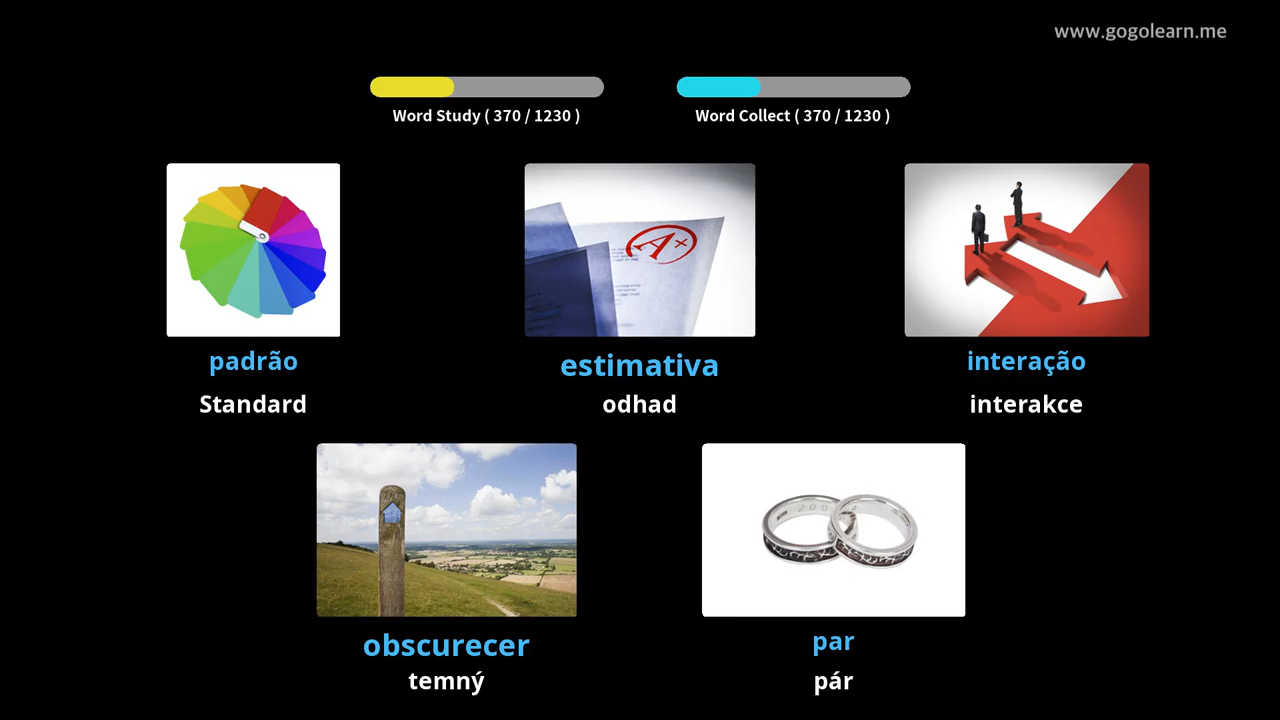 www.gogolearn.me
Word Study ( 370 / 1230 )
Word Collect ( 370 / 1230 )
A+
padrão
estimativa
interação
Standard
odhad
interakce
200
obscurecer
par
temný
pár